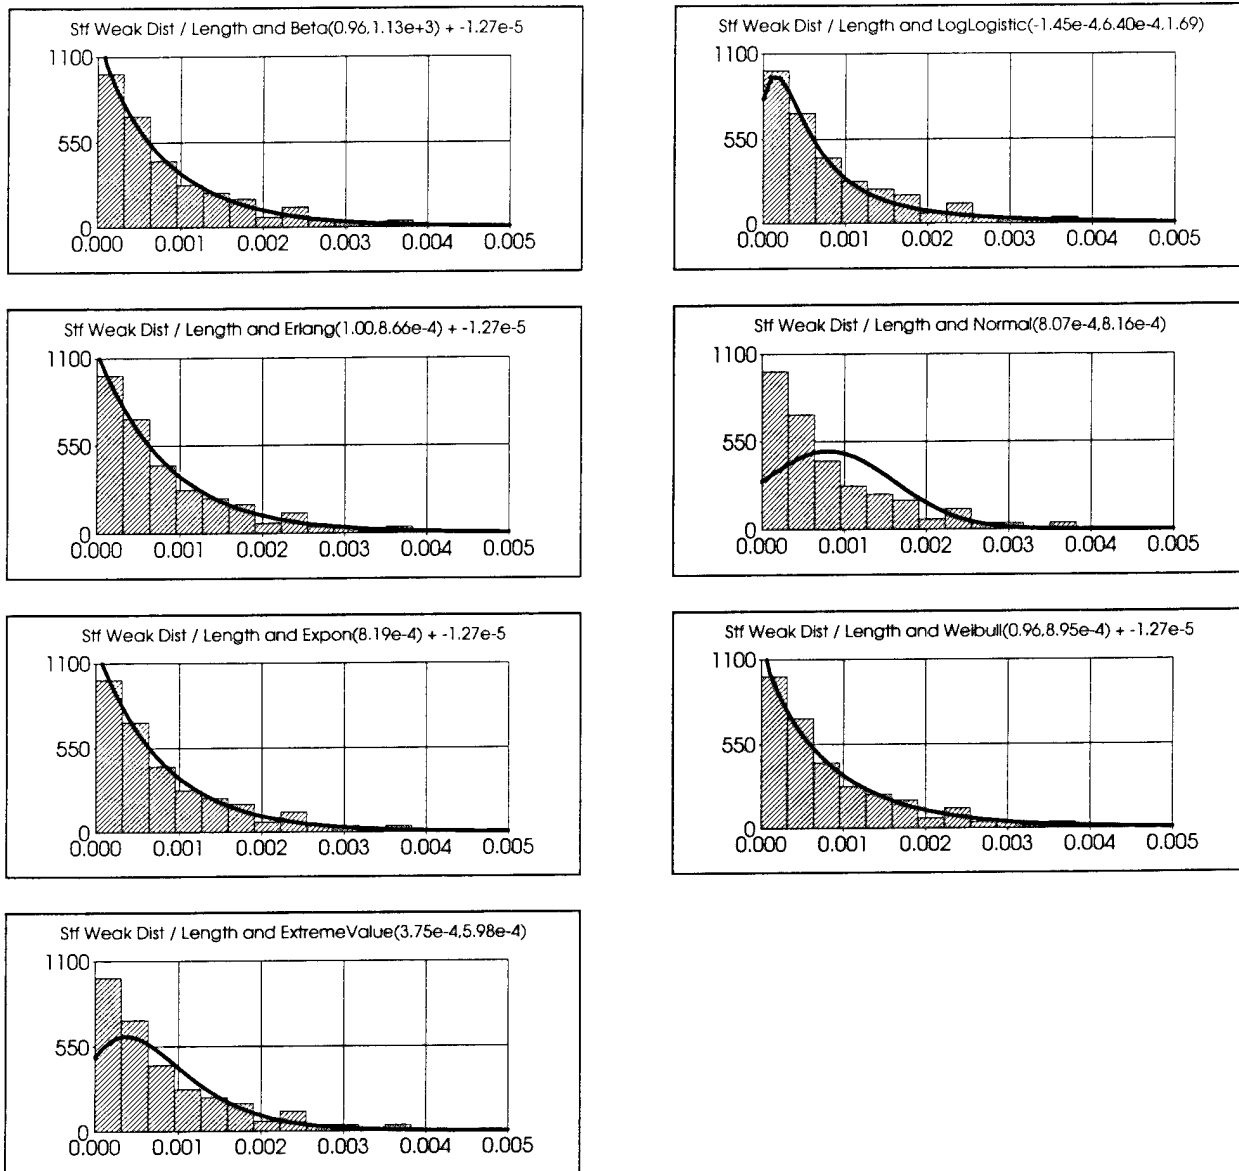 Stf Weak Dist / Length and Beta(0.96,1.13e+3) + -1.27e-5
1100
550
0
0.000 0.001 0.002 0.003 0.004 0.005
Stf Weak Dist / Length and LogLogistic(-1.45e-4,6.40e-4,1.69)
1100
550
0
0.000 0.001 0.002 0.003 0.004 0.005
Stf Weak Dist / Length and Erlang(1.00,8.66e-4) + -1.27e-5
1100
550
0
0.000 0.001 0.002 0.003 0.004 0.005
Stf Weak Dist / Length and Normal(8.07e-4,8.16e-4)
1100
550
0
0.000 0.001 0.002 0.003 0.004 0.005
Stf Weak Dist / Length and Expon(8.19e-4) + -1.27e-5
1100
550
0
0.000 0.001 0.002 0.003 0.004 0.005
Stf Weak Dist / Length and Weibull(0.96,8.95e-4) + -1.27e-5
1100
550
0
0.000 0.001 0.002 0.003 0.004 0.005
Stf Weak Dist / Length and ExtremeValue(3.75e-4,5.98e-4)
1100
550
0
0.000 0.001 0.002 0.003 0.004 0.005